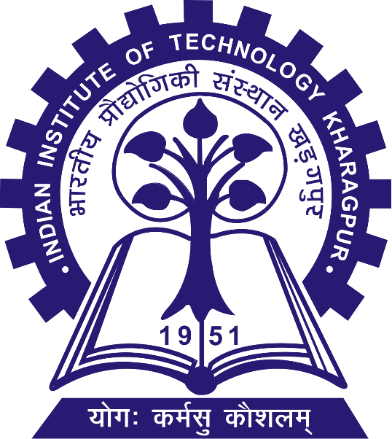 INDIAN INSTITUTE OF TECHNOLOGY KHARAGPUR
भारतीय प्रौद्योगिकी संस्थान खड़गपुर
1951
योगः कर्मसु कौशलम्